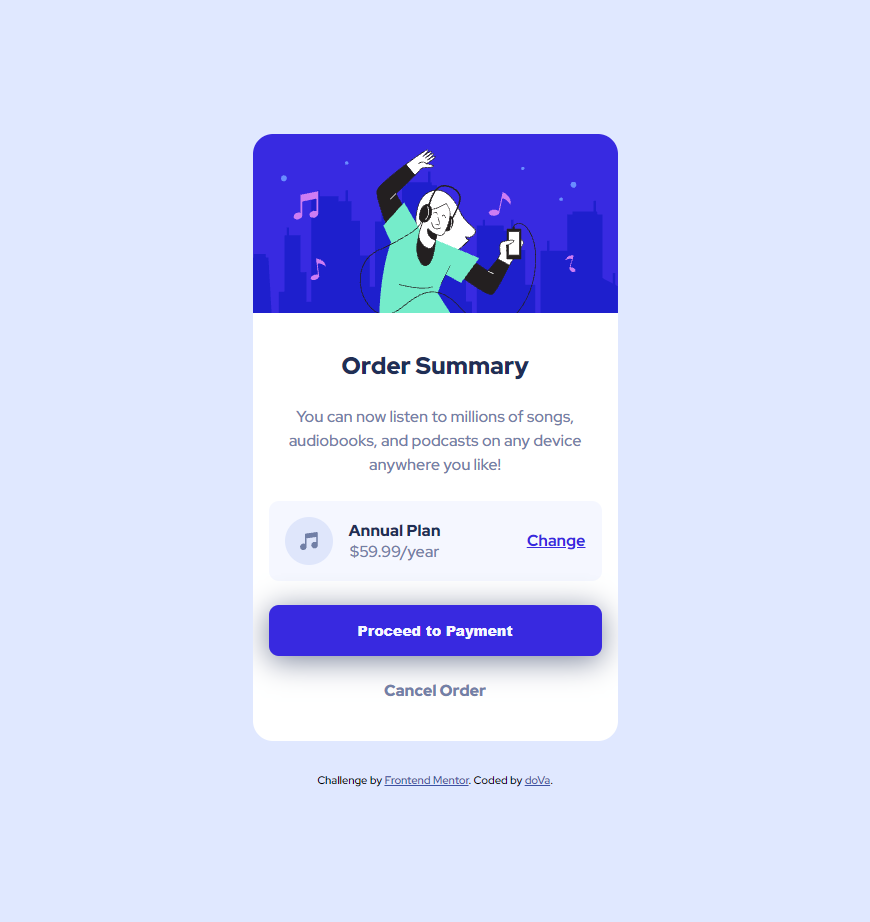 Order Summary
You can now listen to millions of songs,
audiobooks, and podcasts on any device
anywhere you like!
Annual Plan
$59.99/year
Change
Proceed to Payment
Cancel Order
Challenge by Frontend Mentor. Coded by doVa.